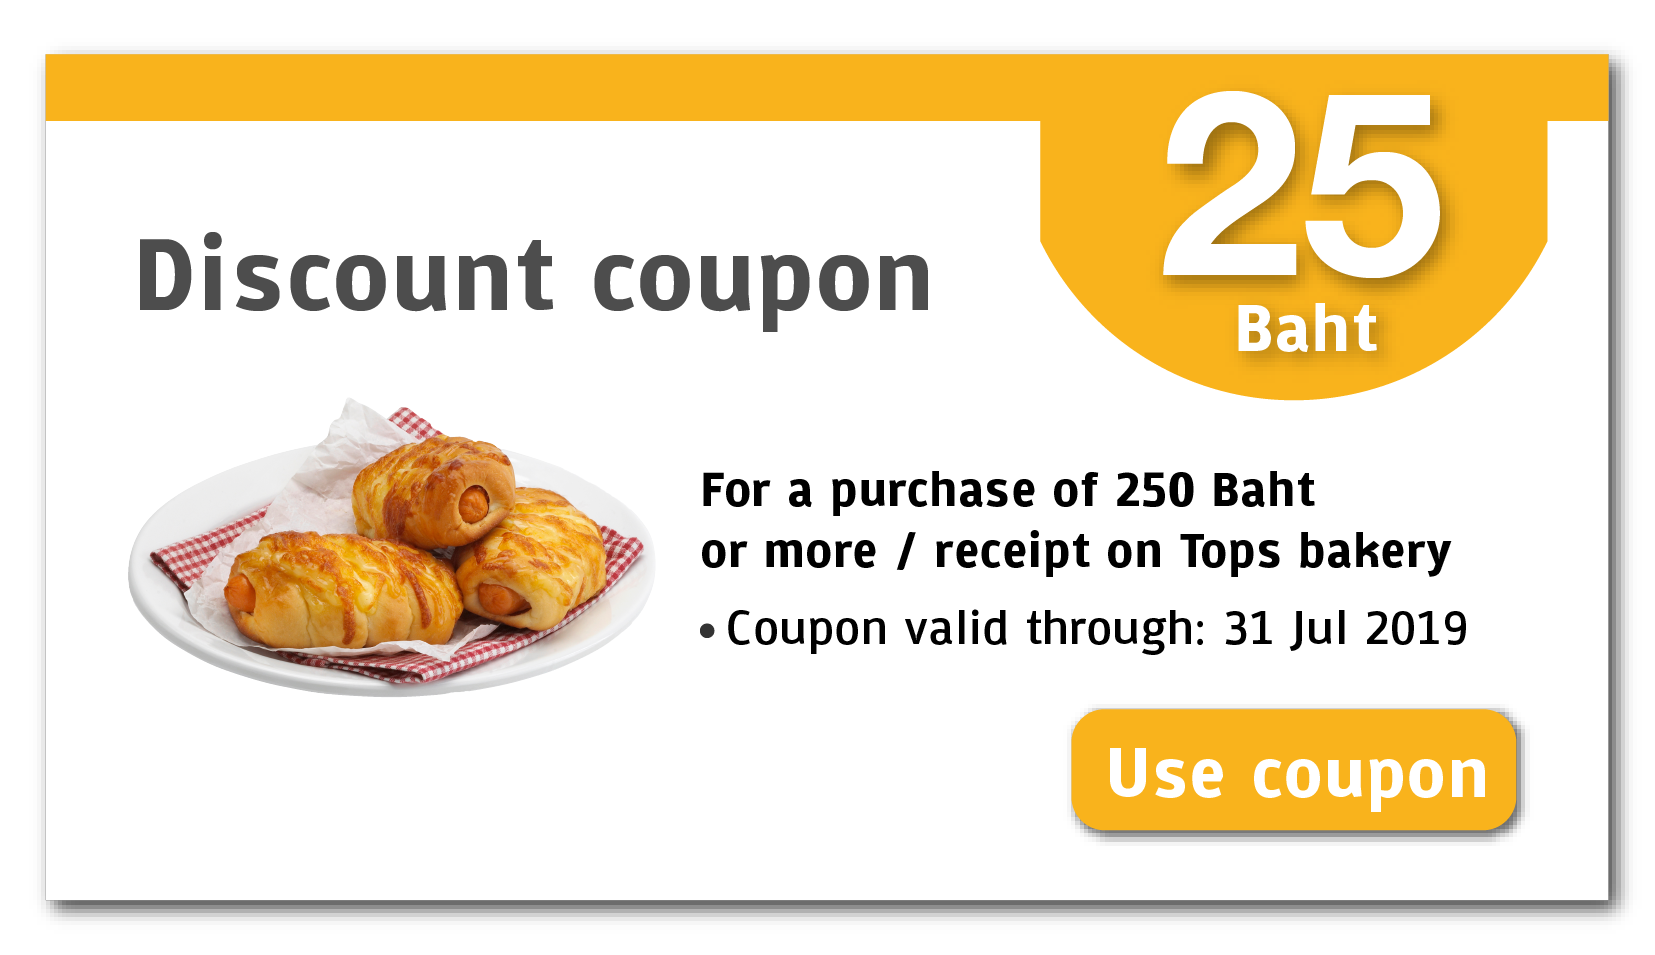 25
Baht
Discount coupon
For a purchase of 250 Baht
or more / receipt on Tops bakery
• Coupon valid through: 31 Jul 2019
Use coupon